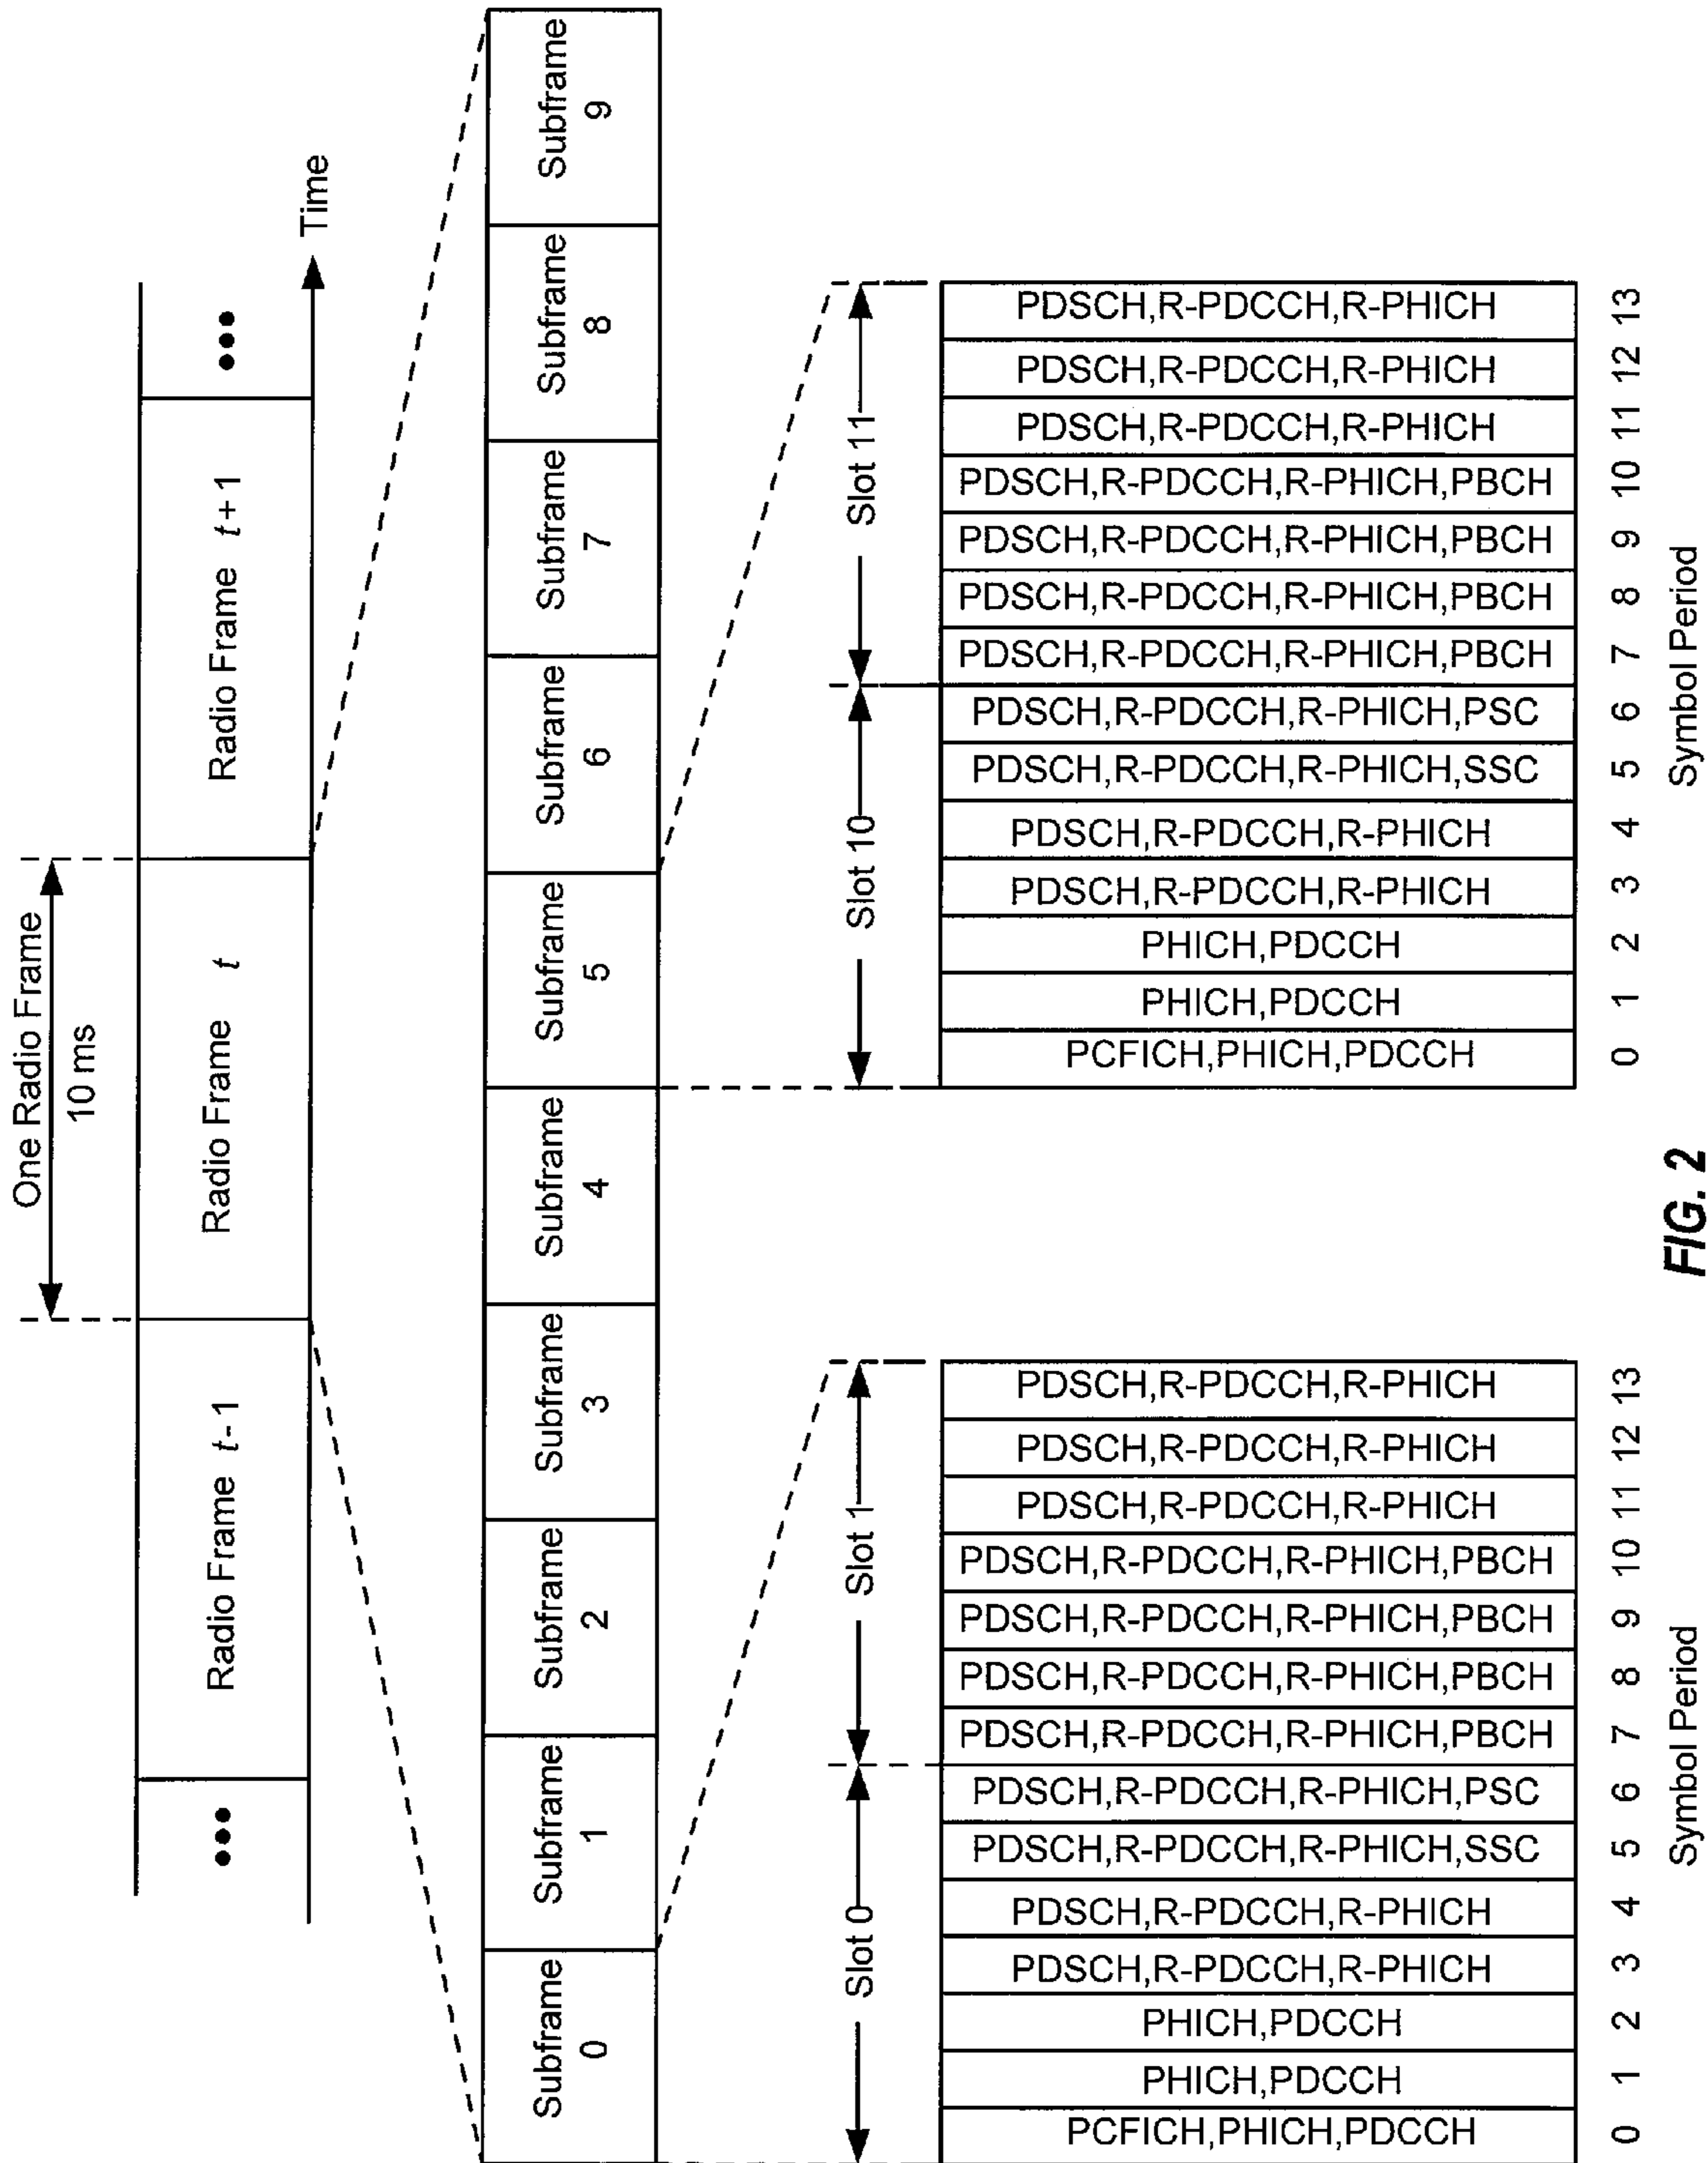 One Radio Frame
10 ms
Radio Frame t-1
Radio Frame t
Radio Frame t+1
Time
Subframe
0
Subframe
1
Subframe
2
Subframe
3
Subframe
4
Subframe
5
Subframe
6
Subframe
7
Subframe
8
Subframe
9
Slot 0
Slot 1
PCFICH,PHICH,PDCCH
PHICH,PDCCH
PHICH,PDCCH
PDSCH,R-PDCCH,R-PHICH
PDSCH,R-PDCCH,R-PHICH
PDSCH,R-PDCCH,R-PHICH,SSC
PDSCH,R-PDCCH,R-PHICH,PSC
PDSCH,R-PDCCH,R-PHICH,PBCH
PDSCH,R-PDCCH,R-PHICH,PBCH
PDSCH,R-PDCCH,R-PHICH,PBCH
PDSCH,R-PDCCH,R-PHICH,PBCH
PDSCH,R-PDCCH,R-PHICH
PDSCH,R-PDCCH,R-PHICH
PDSCH,R-PDCCH,R-PHICH
0 1 2 3 4 5 6 7 8 9 10 11 12 13
Symbol Period
Slot 10
Slot 11
PCFICH,PHICH,PDCCH
PHICH,PDCCH
PHICH,PDCCH
PDSCH,R-PDCCH,R-PHICH
PDSCH,R-PDCCH,R-PHICH
PDSCH,R-PDCCH,R-PHICH,SSC
PDSCH,R-PDCCH,R-PHICH,PSC
PDSCH,R-PDCCH,R-PHICH,PBCH
PDSCH,R-PDCCH,R-PHICH,PBCH
PDSCH,R-PDCCH,R-PHICH,PBCH
PDSCH,R-PDCCH,R-PHICH,PBCH
PDSCH,R-PDCCH,R-PHICH
PDSCH,R-PDCCH,R-PHICH
PDSCH,R-PDCCH,R-PHICH
0 1 2 3 4 5 6 7 8 9 10 11 12 13
Symbol Period
FIG. 2